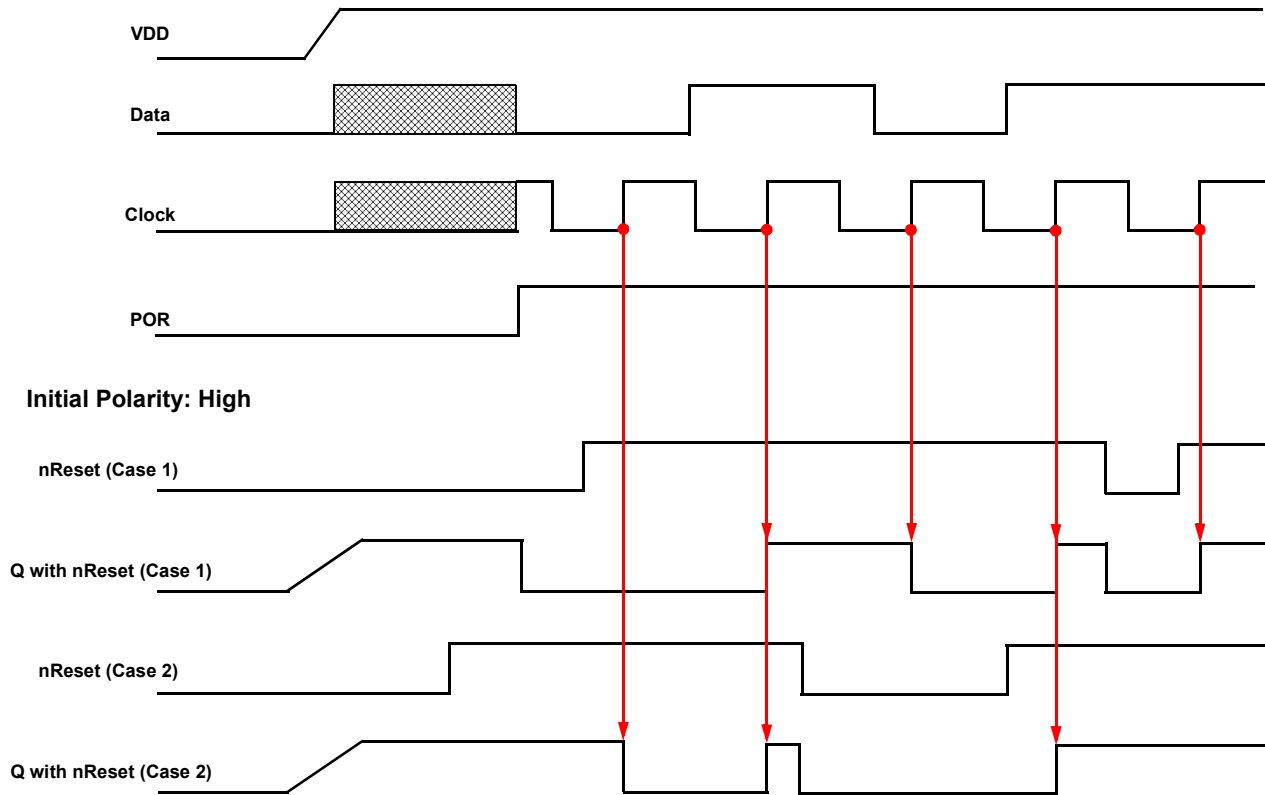 VDD
Data
Clock
POR
Initial Polarity: High
nReset (Case 1)
Q with nReset (Case 1)
nReset (Case 2)
Q with nReset (Case 2)